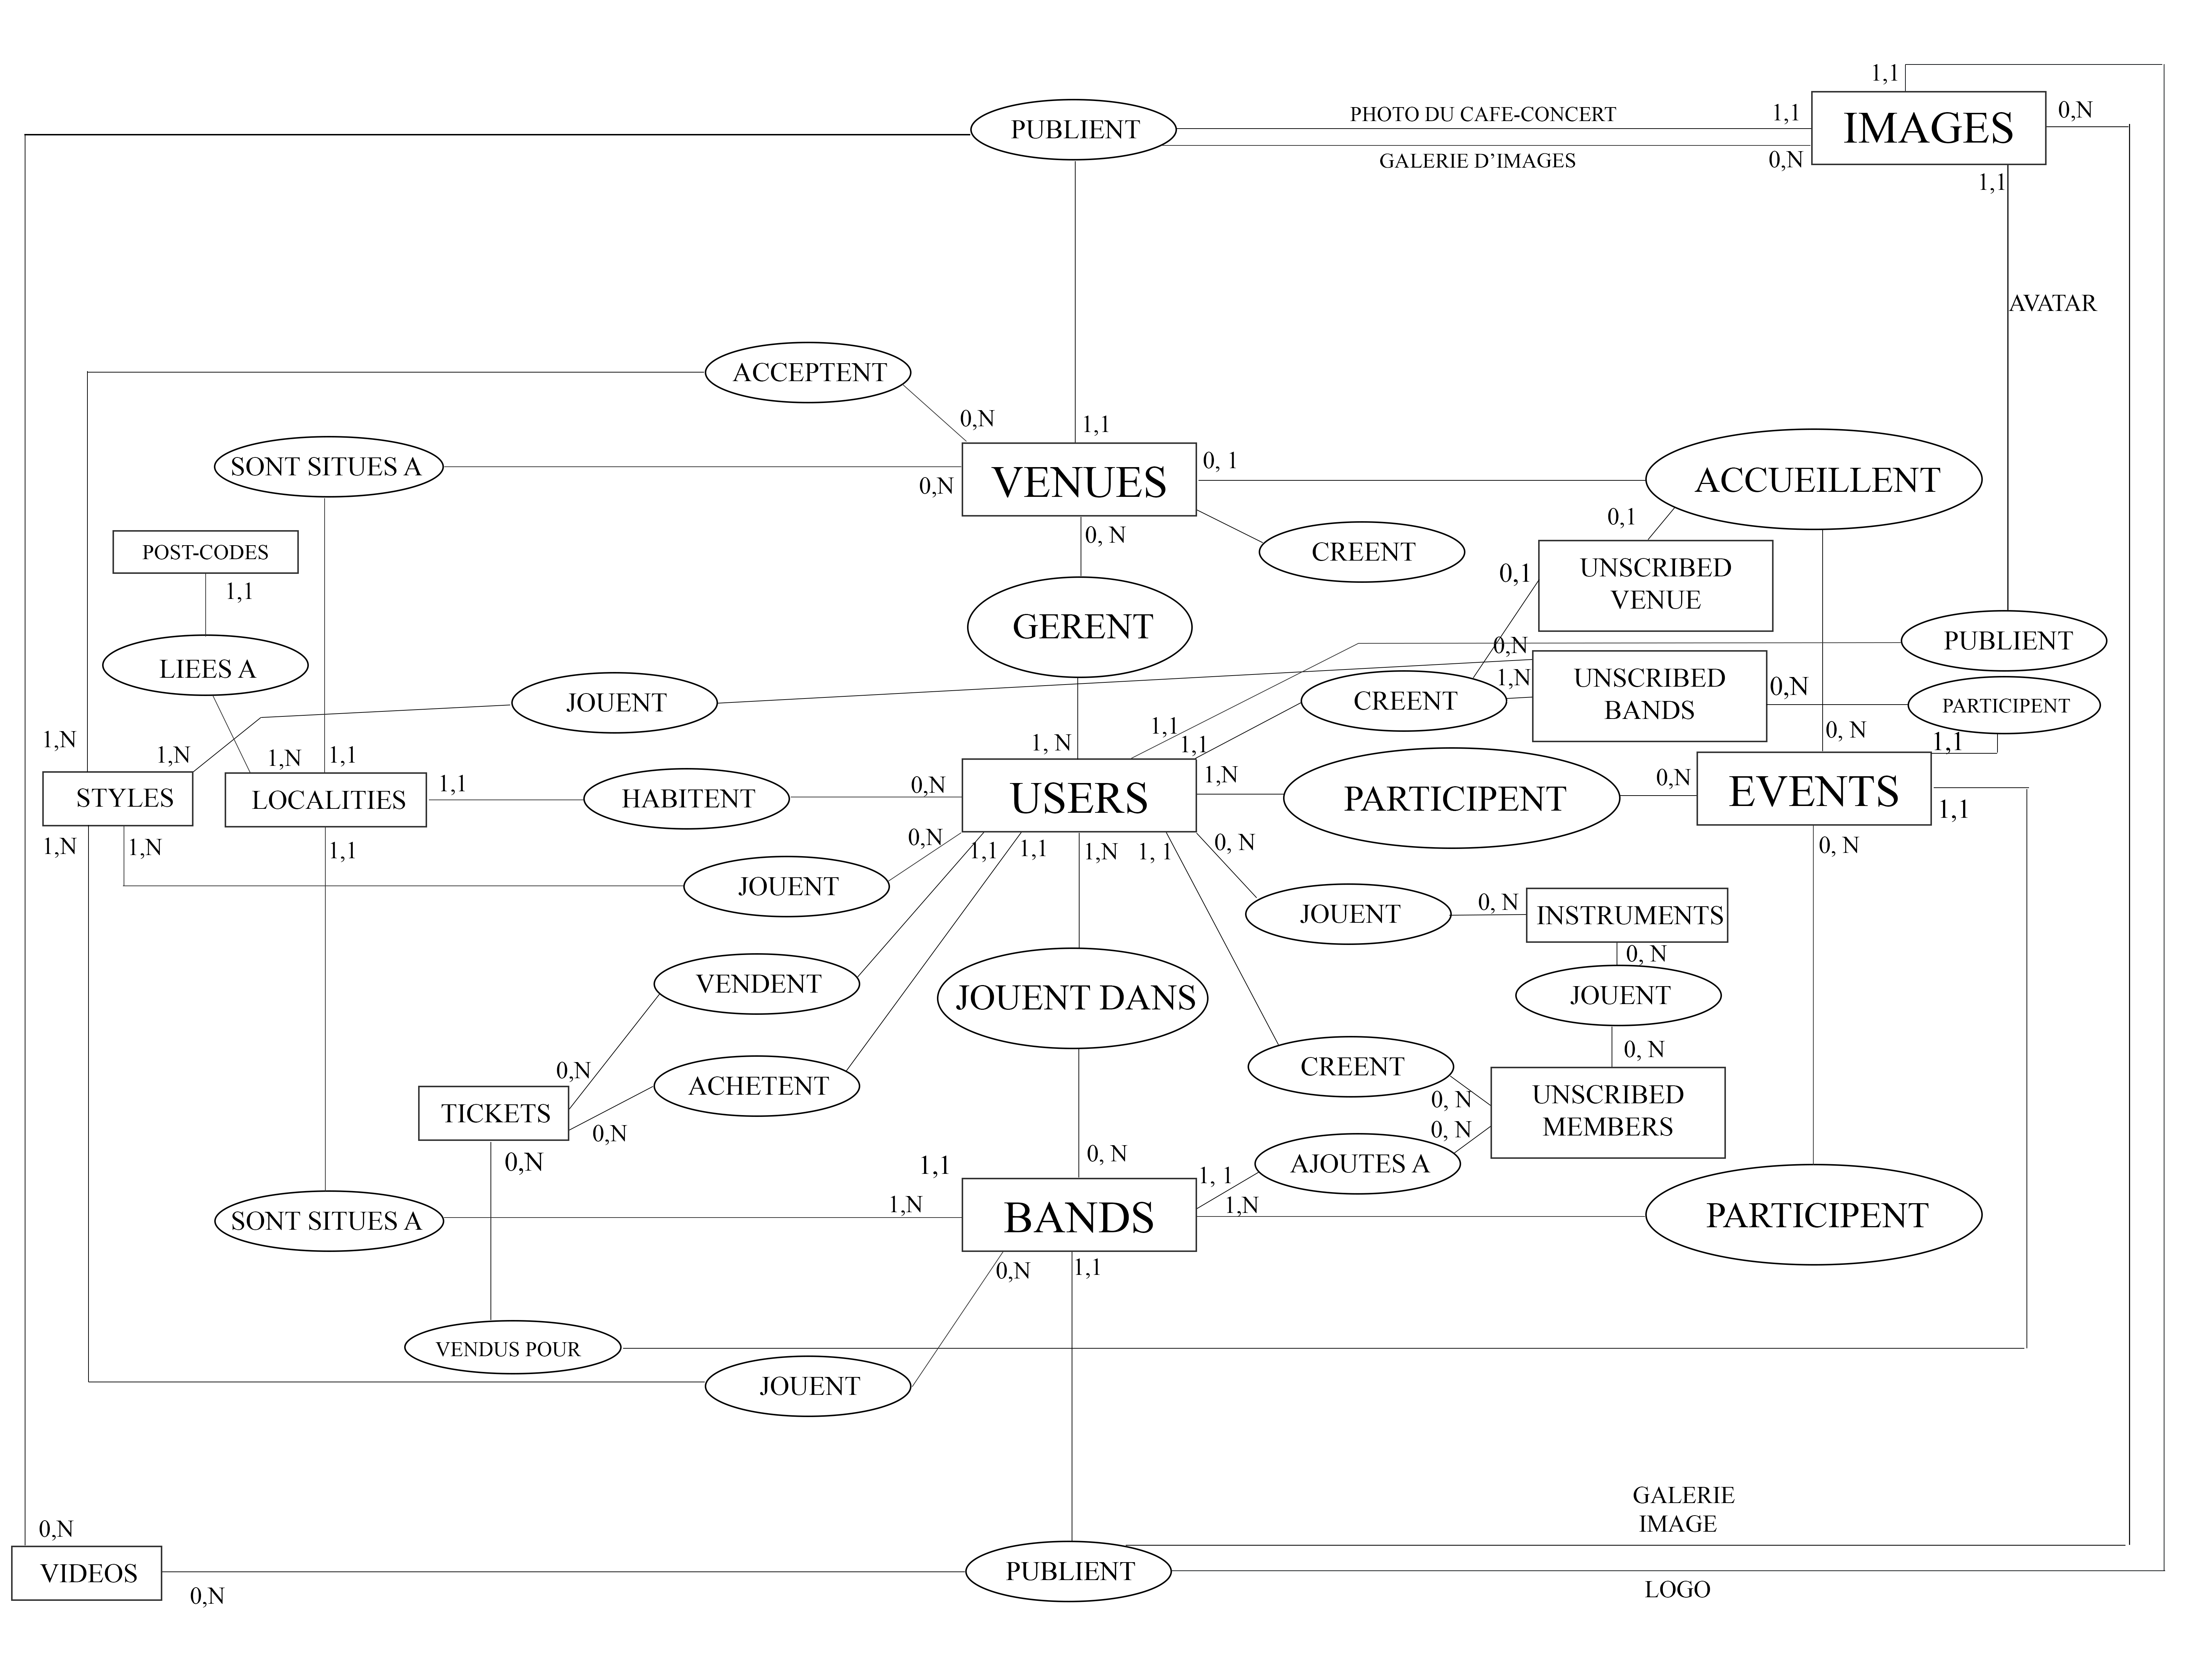 1,1
PUBLIENT
PHOTO DU CAFE-CONCERT
1,1
IMAGES
0,N
GALERIE D’IMAGES
0,N
1,1
AVATAR
ACCEPTENT
0,N
1,1
SONT SITUES A
0,N
VENUES
0, 1
ACCUEILLENT
0,1
0, N
CREENT
POST-CODES
1,1
0,1
UNSCRIBED
VENUE
GERENT
LIEES A
0,N
PUBLIENT
JOUENT
CREENT
1,N
UNSCRIBED
BANDS
0,N
PARTICIPENT
1,N
1,N
1,N
1,1
1, N
1,1
1,1
0, N
1,1
STYLES
LOCALITIES
1,1
HABITENT
0,N
USERS
1,N
PARTICIPENT
0,N
EVENTS
1,1
1,N
1,N
1,1
0,N
1,1
1,1
1,N
1, 1
0, N
0, N
JOUENT
JOUENT
0, N
INSTRUMENTS
0, N
VENDENT
JOUENT DANS
JOUENT
0,N
ACHETENT
CREENT
0, N
TICKETS
0,N
0, N
UNSCRIBED
MEMBERS
0, N
0,N
1,1
0, N
AJOUTES A
1, 1
SONT SITUES A
1,N
BANDS
1,N
PARTICIPENT
0,N
1,1
VENDUS POUR
JOUENT
GALERIE
IMAGE
0,N
VIDEOS
0,N
PUBLIENT
LOGO